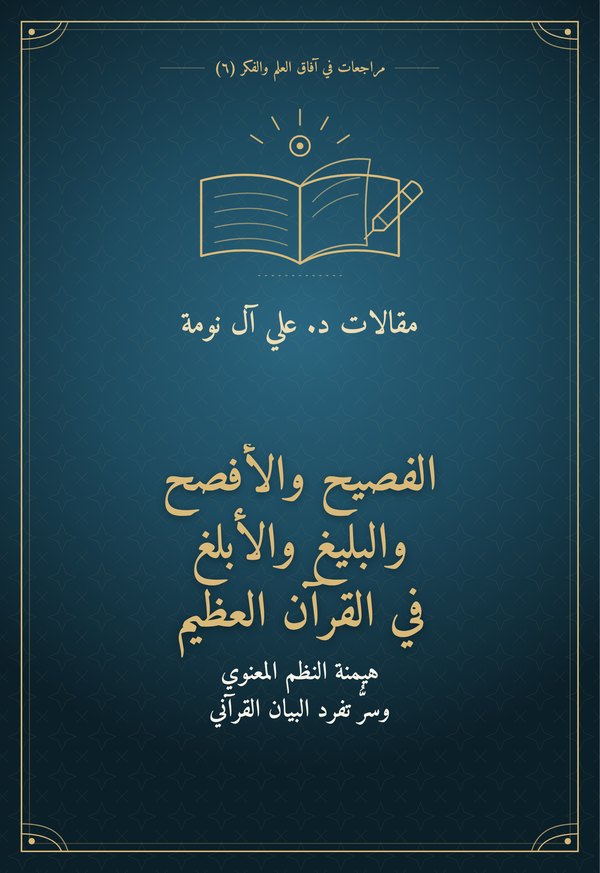 مراجعات في آفاق العلم والفكر (٦)
مقالات د. علي آل نومة
الفصيح والأفصح
والبليغ والأبلغ
في القرآن العظيم
هيمنة النظم المعنوي
وسرُّ تفرد البيان القرآني